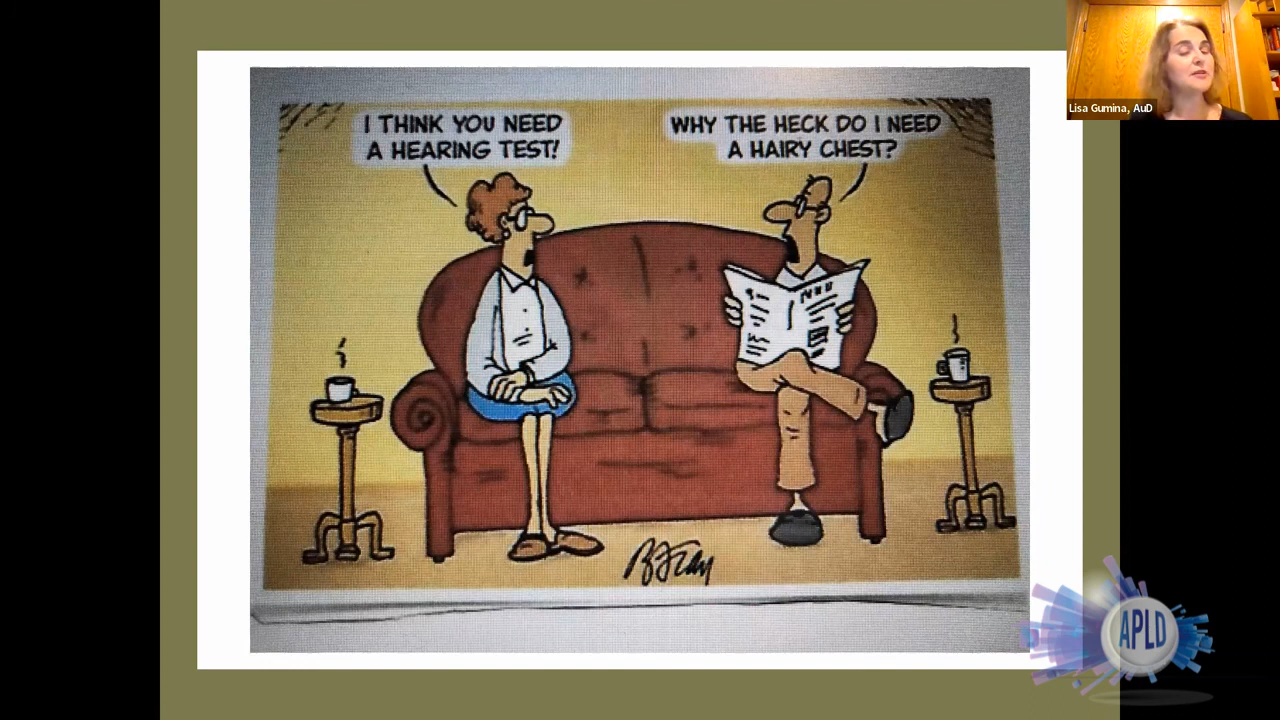 I THINK YOU NEED
A HEARING TEST!
WHY THE HECK DO I NEED
A HAIRY CHEST?
Lisa Gumina, AuD
APLD